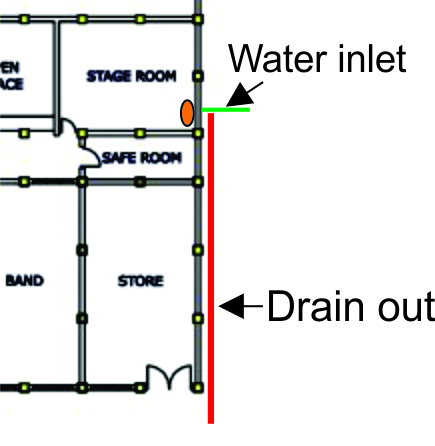 Water inlet
STAGE ROOM
SAFE ROOM
BAND
STORE
Drain out